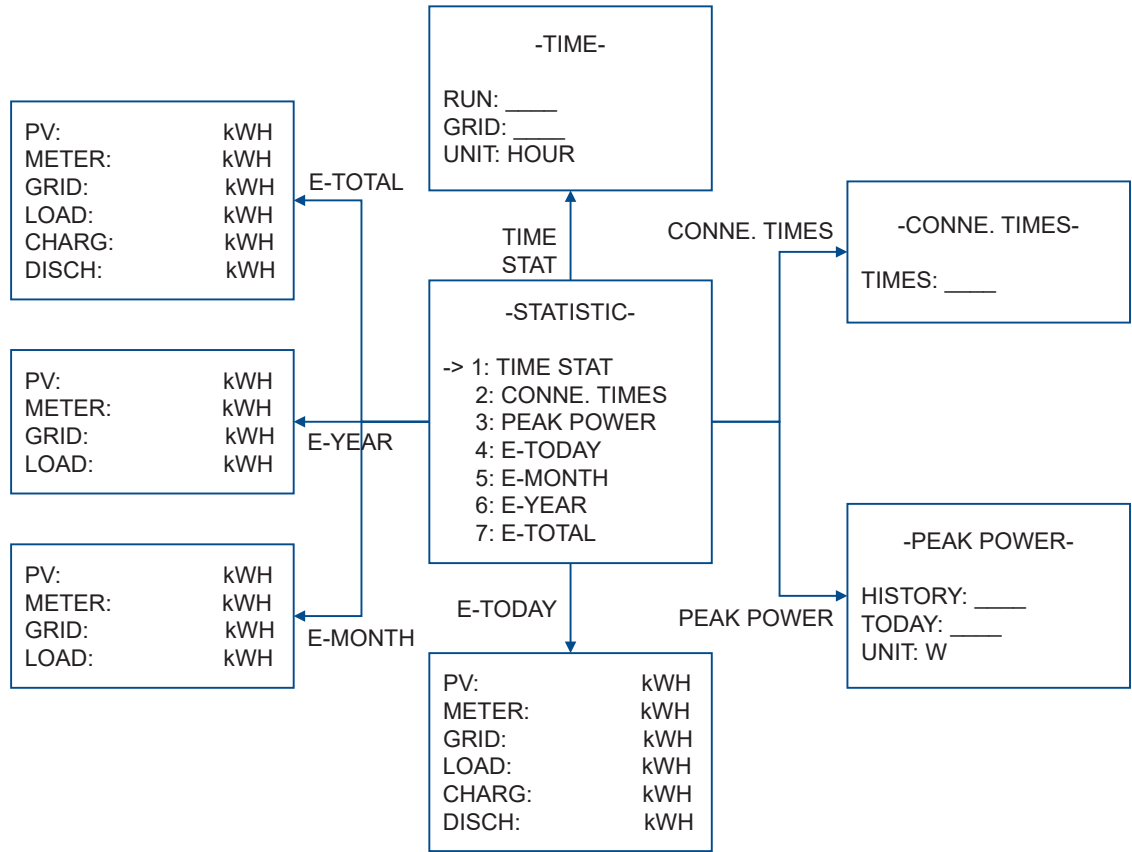 -TIME-
RUN: ____
GRID: ____
UNIT: HOUR
PV: kWH
METER: kWH
GRID: kWH
LOAD: kWH
CHARG: kWH
DISCH: kWH
E-TOTAL
TIME
STAT
CONNE. TIMES
-CONNE. TIMES-
TIMES: ____
-STATISTIC-
-> 1: TIME STAT
2: CONNE. TIMES
3: PEAK POWER
4: E-TODAY
5: E-MONTH
6: E-YEAR
7: E-TOTAL
PV: kWH
METER: kWH
GRID: kWH
LOAD: kWH
E-YEAR
PV: kWH
METER: kWH
GRID: kWH
LOAD: kWH
E-MONTH
E-TODAY
PEAK POWER
-PEAK POWER-
HISTORY: ____
TODAY: ____
UNIT: W
PV: kWH
METER: kWH
GRID: kWH
LOAD: kWH
CHARG: kWH
DISCH: kWH